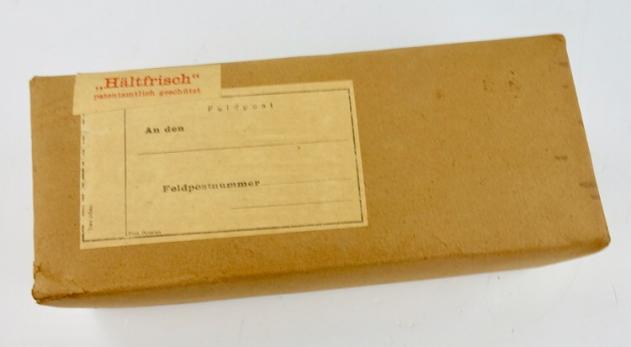 „Hältfrisch“
patentamtlich geschützt
Feldpost
An den
Feldpostnummer